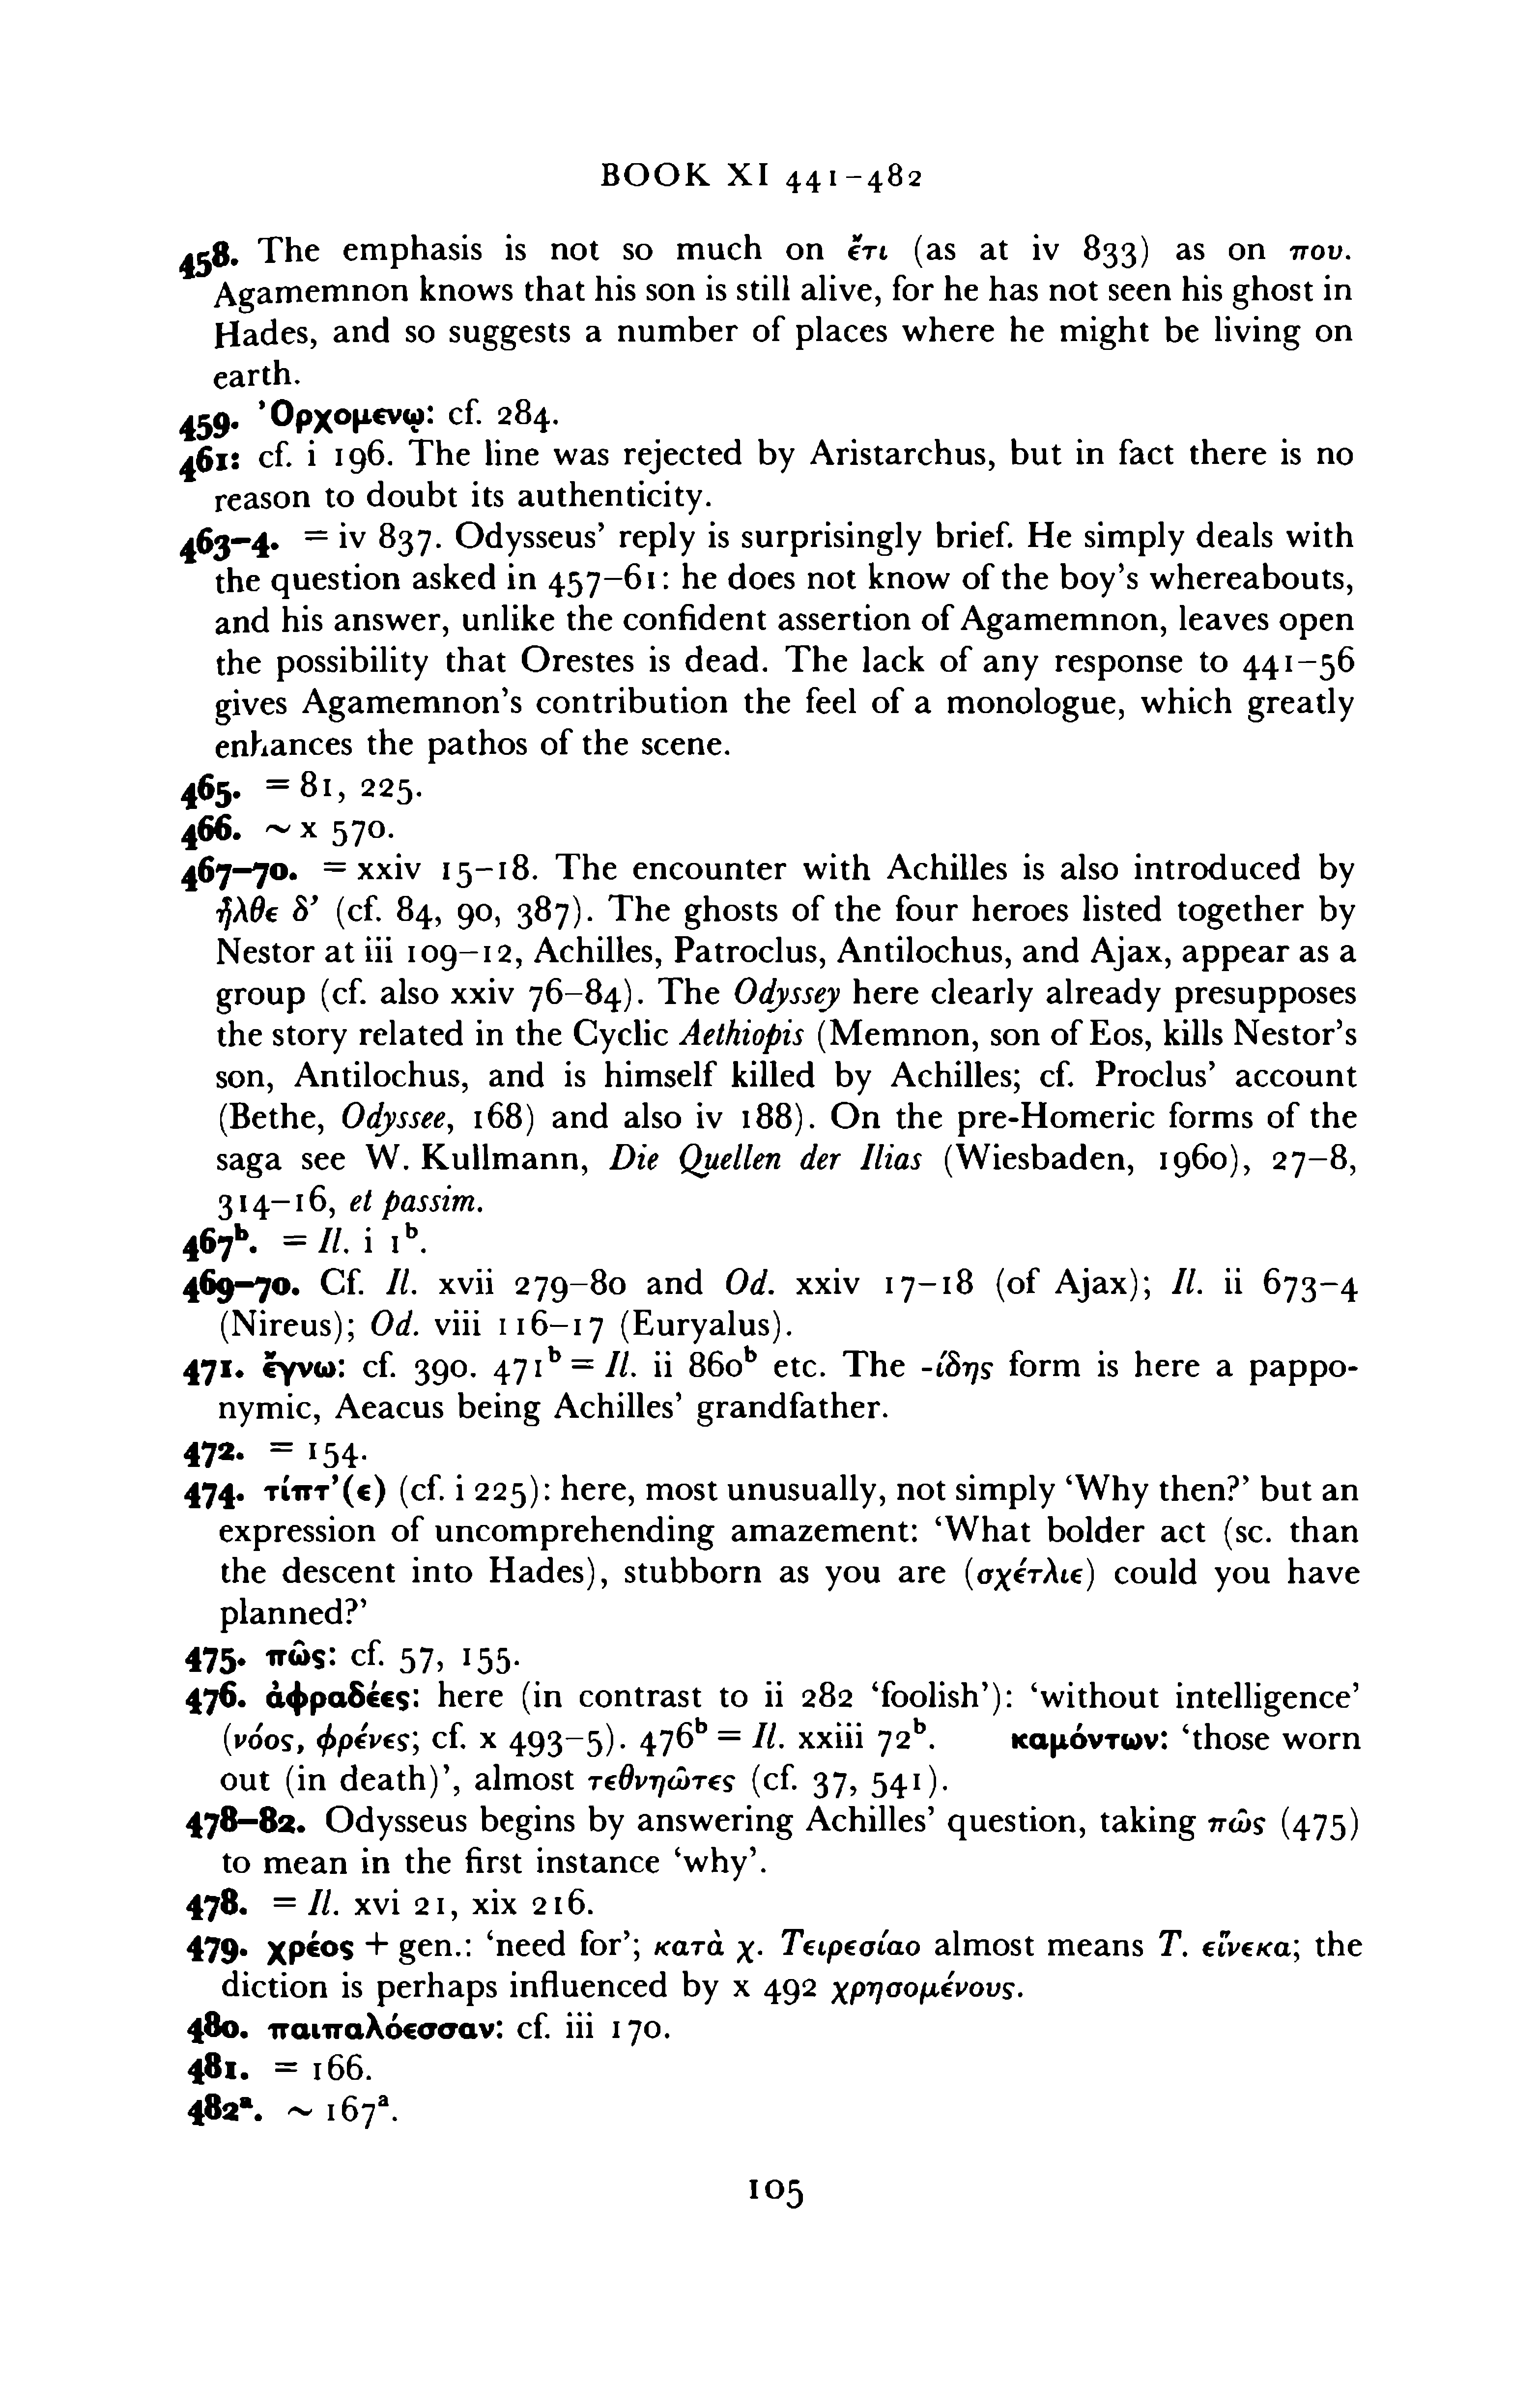 BOOK XI 441–482
458. The emphasis is not so much on ἔτι (as at iv 833) as on που.
Agamemnon knows that his son is still alive, for he has not seen his ghost in
Hades, and so suggests a number of places where he might be living on
earth.
459. Ὀρχομενῷ: cf. 284.
461: cf. i 196. The line was rejected by Aristarchus, but in fact there is no
reason to doubt its authenticity.
463–4. = iv 837. Odysseus’ reply is surprisingly brief. He simply deals with
the question asked in 457–61: he does not know of the boy’s whereabouts,
and his answer, unlike the confident assertion of Agamemnon, leaves open
the possibility that Orestes is dead. The lack of any response to 441–56
gives Agamemnon’s contribution the feel of a monologue, which greatly
enhances the pathos of the scene.
465. = 81, 225.
466. ~ x 570.
467–70. = xxiv 15–18. The encounter with Achilles is also introduced by
ἦλθε δ’ (cf. 84, 90, 387). The ghosts of the four heroes listed together by
Nestor at iii 109–12, Achilles, Patroclus, Antilochus, and Ajax, appear as a
group (cf. also xxiv 76–84). The Odyssey here clearly already presupposes
the story related in the Cyclic Aethiopis (Memnon, son of Eos, kills Nestor’s
son, Antilochus, and is himself killed by Achilles; cf. Proclus’ account
(Bethe, Odyssee, 168) and also iv 188). On the pre-Homeric forms of the
saga see W. Kullmann, Die Quellen der Ilias (Wiesbaden, 1960), 27–8,
314–16, et passim.
467ᵇ. = Il. i 1ᵇ.
469–70. Cf. Il. xvii 279–80 and Od. xxiv 17–18 (of Ajax); Il. ii 673–4
(Nireus); Od. viii 116–17 (Euryalus).
471. ἔγνω: cf. 390. 471ᵇ = Il. ii 860ᵇ etc. The -ίδης form is here a pappo-
nymic, Aeacus being Achilles’ grandfather.
472. = 154.
474. τίπτ’(ε) (cf. i 225): here, most unusually, not simply ‘Why then?’ but an
expression of uncomprehending amazement: ‘What bolder act (sc. than
the descent into Hades), stubborn as you are (σχέτλιε) could you have
planned?’
475. πῶς: cf. 57, 155.
476. ἀφραδέες: here (in contrast to ii 282 ‘foolish’): ‘without intelligence’
(νόος, φρένες; cf. x 493–5). 476ᵇ = Il. xxiii 72ᵇ. καμόντων: ‘those worn
out (in death)’, almost τεθνηῶτες (cf. 37, 541).
478–82. Odysseus begins by answering Achilles’ question, taking πῶς (475)
to mean in the first instance ‘why’.
478. = Il. xvi 21, xix 216.
479. χρέος + gen.: ‘need for’; κατὰ χ. Τειρεσίαο almost means Τ. εἵνεκα; the
diction is perhaps influenced by x 492 χρησομένους.
480. παιπαλόεσσαν: cf. iii 170.
481. = 166.
482ᵃ. ~ 167ᵃ.
105